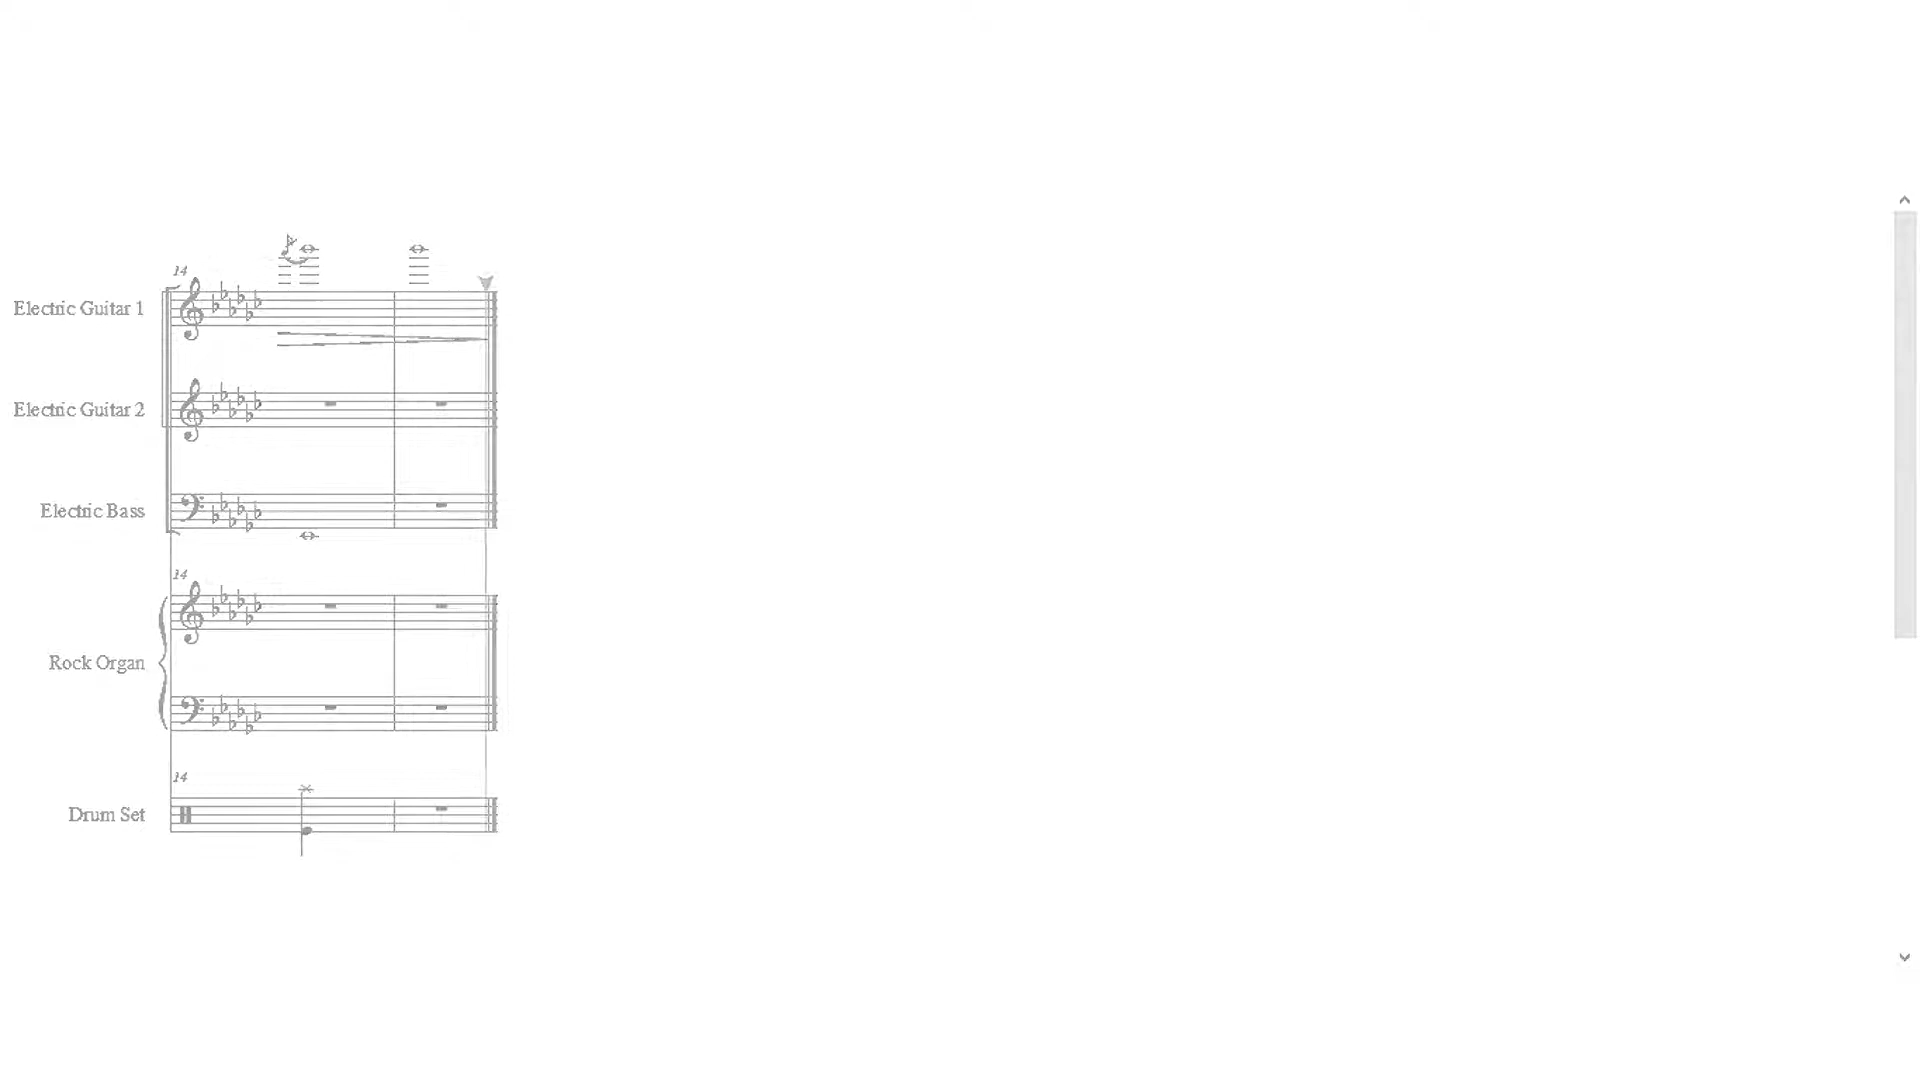 14
Electric Guitar 1
Electric Guitar 2
Electric Bass
14
Rock Organ
14
Drum Set